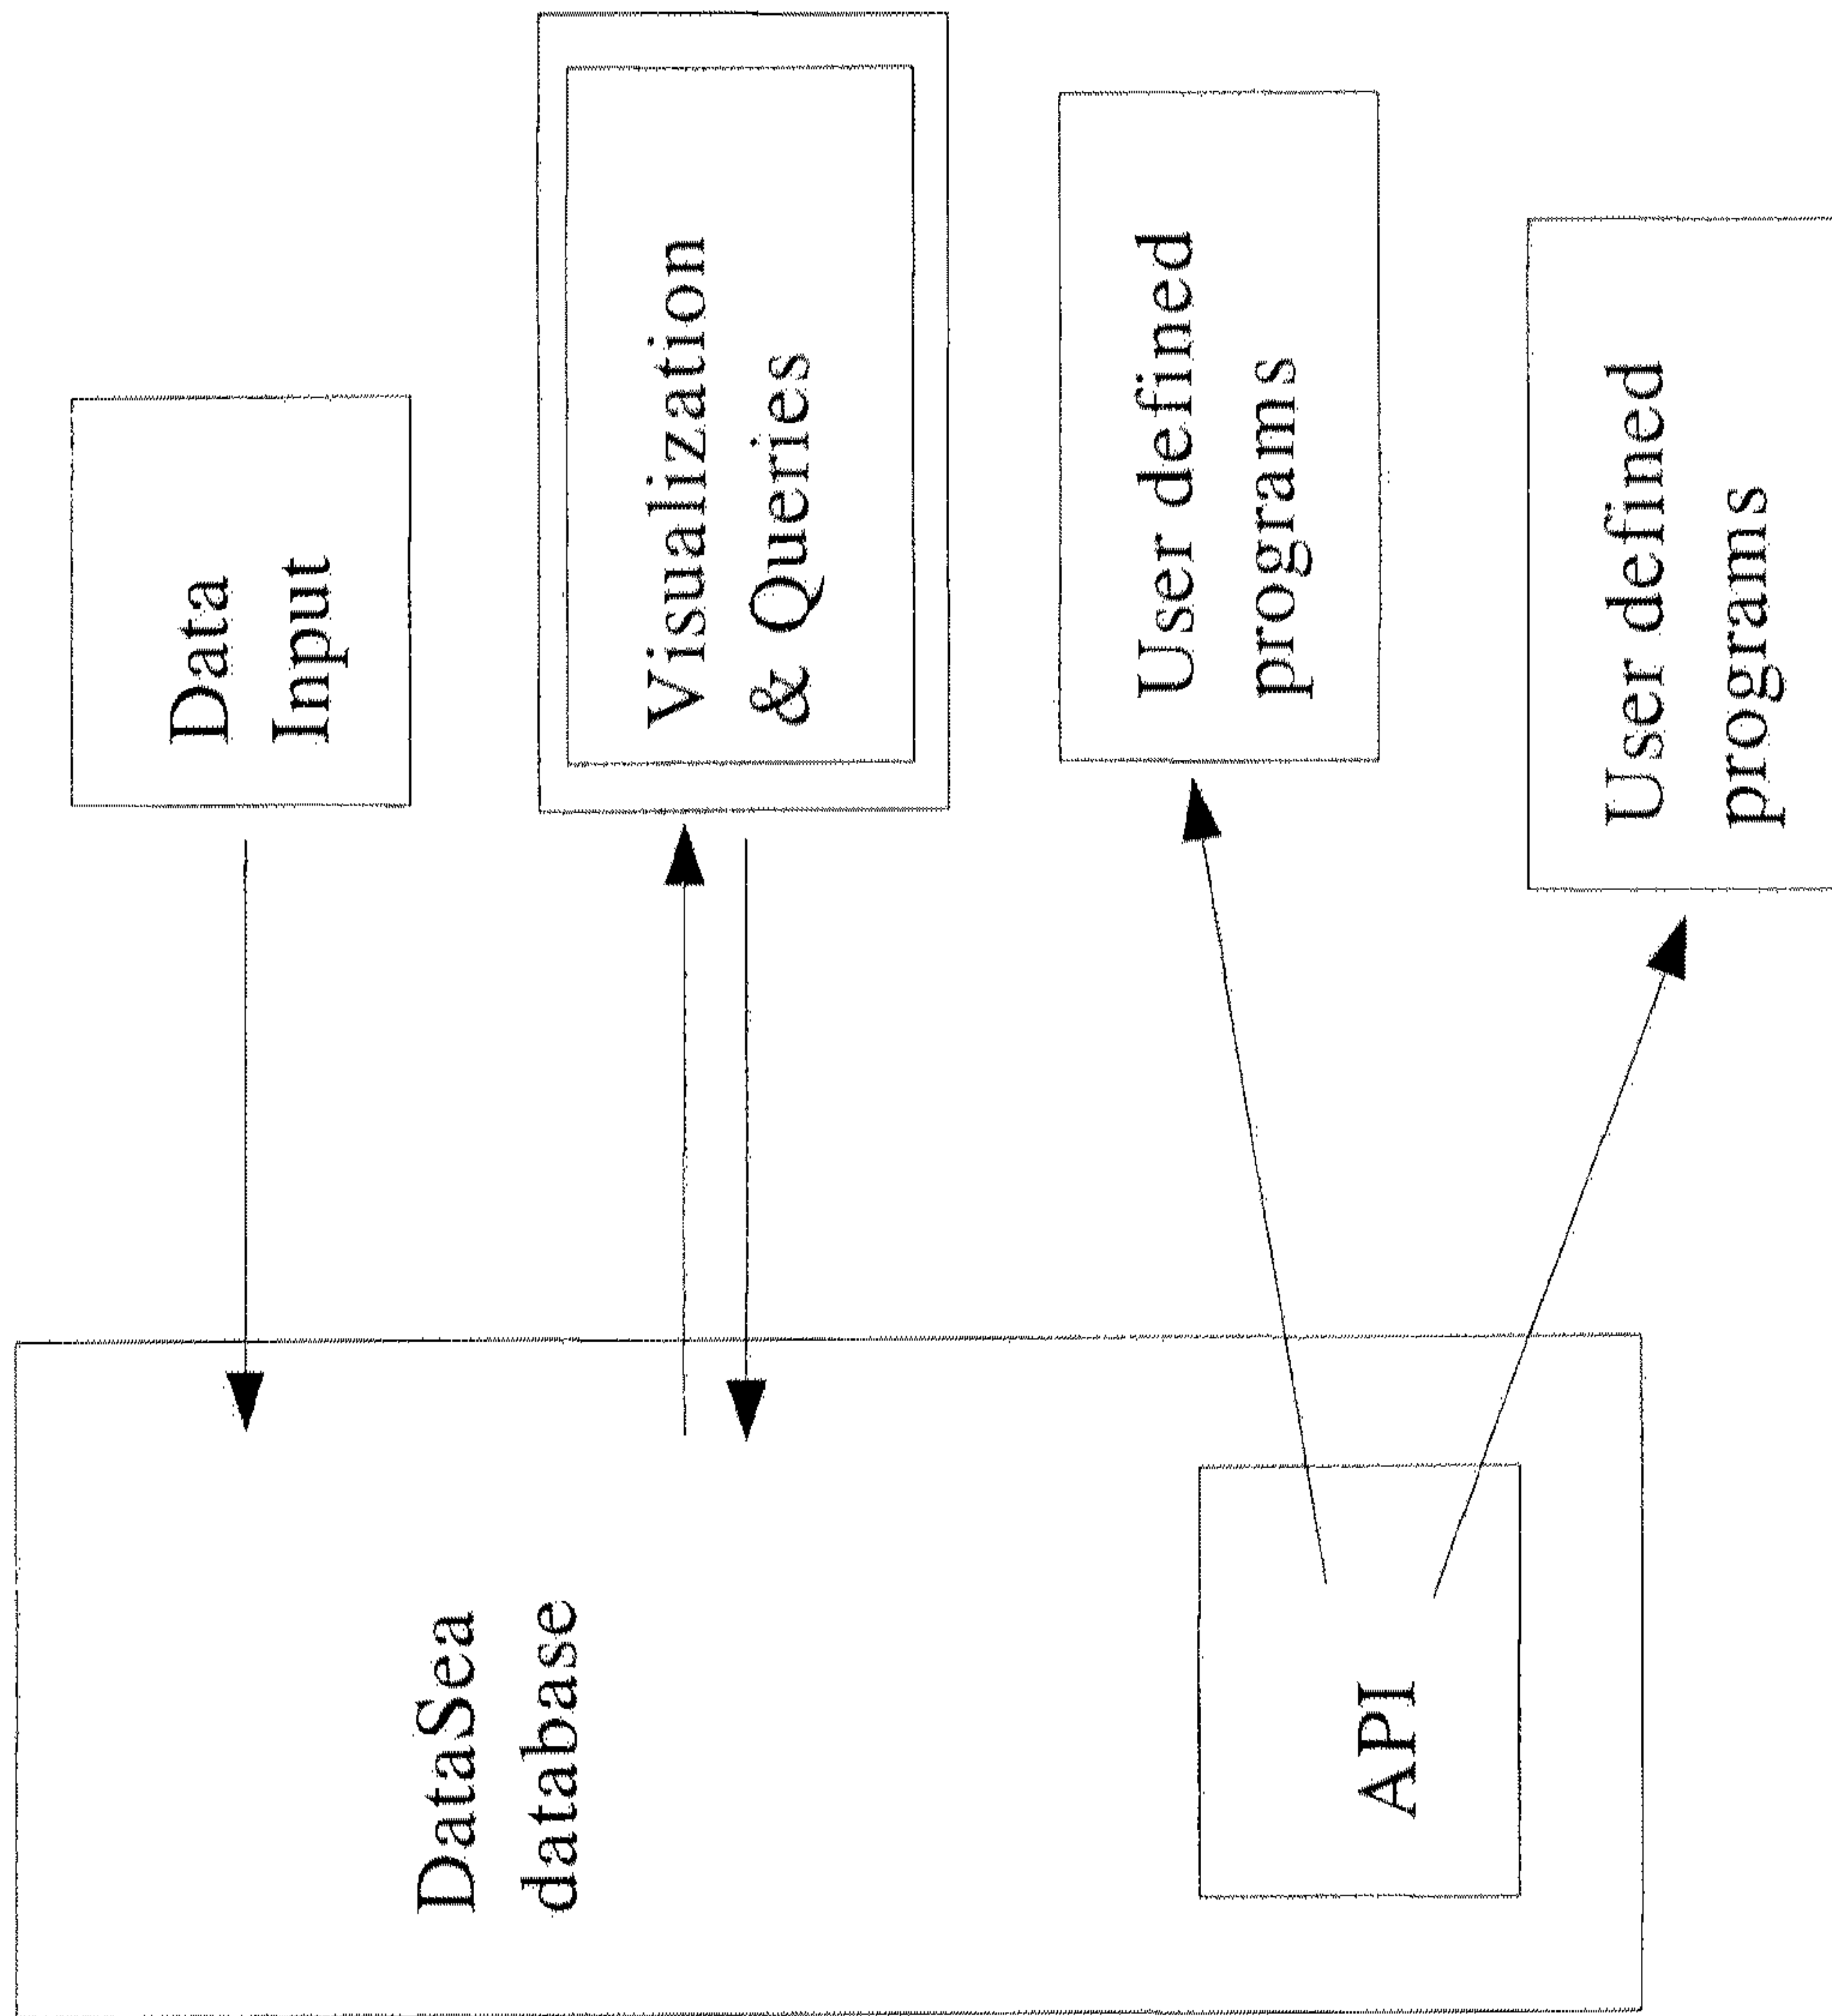 Data
Input
Visualization
& Queries
User defined
programs
User defined
programs
DataSea
database
API